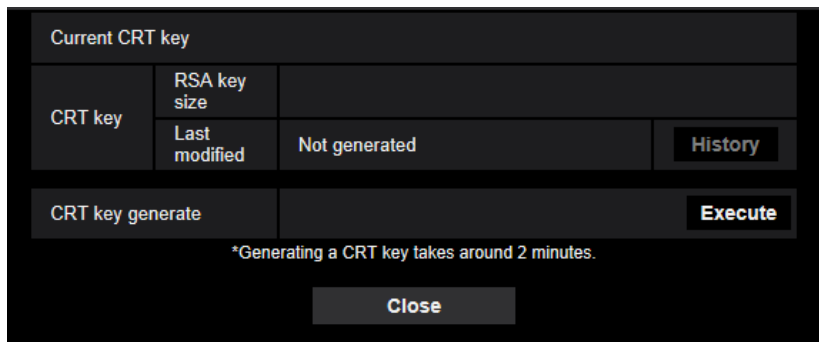 Current CRT key
CRT key
RSA key
size
Last
modified
Not generated
History
CRT key generate
Execute
*Generating a CRT key takes around 2 minutes.
Close